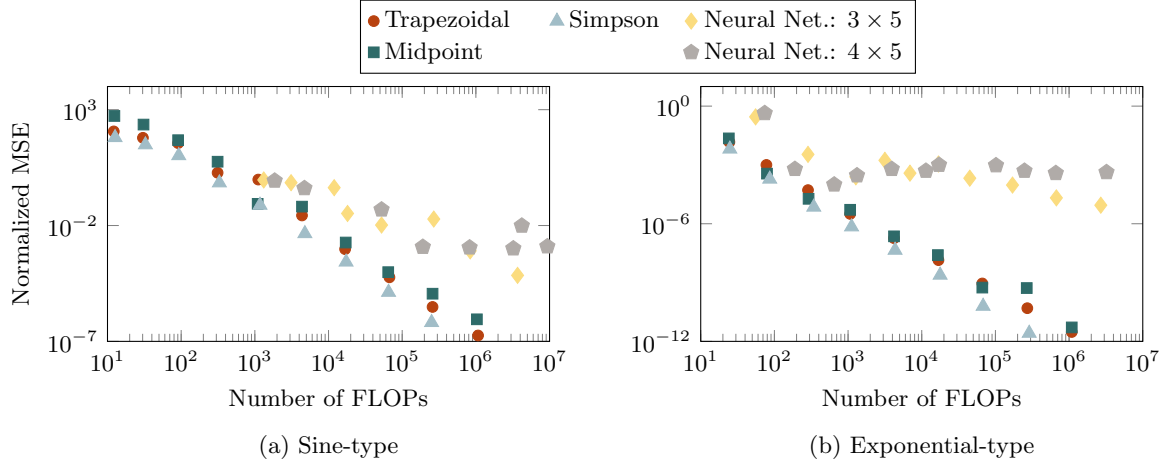 Trapezoidal Simpson Neural Net.: 3 × 5
Midpoint Neural Net.: 4 × 5
Normalized MSE
10^3
10^−2
10^−7
10^1 10^2 10^3 10^4 10^5 10^6 10^7
Number of FLOPs
(a) Sine-type
10^0
10^−6
10^−12
10^1 10^2 10^3 10^4 10^5 10^6 10^7
Number of FLOPs
(b) Exponential-type